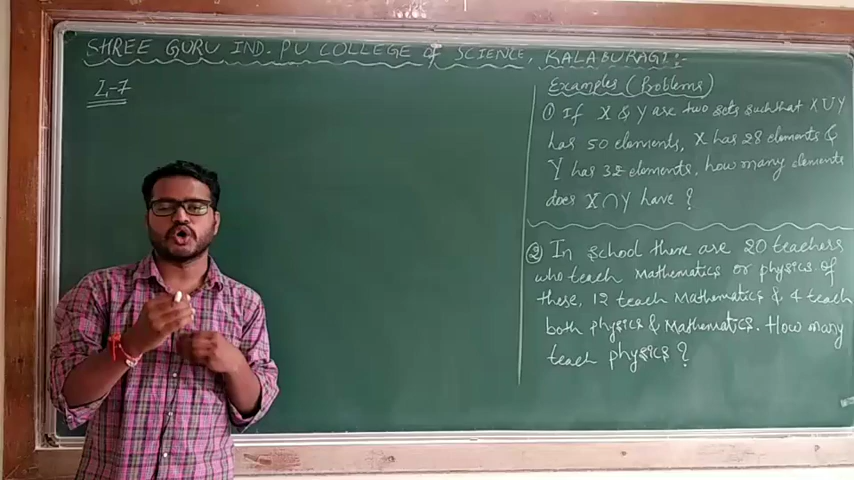 SHREE GURU IND. PU COLLEGE of SCIENCE, KALABURAGI:-
L-7
Examples (Problems)
① If X & Y are two sets such that X ∪ Y
has 50 elements, X has 28 elements &
Y has 32 elements, how many elements
does X ∩ Y have ?
② In school there are 20 teachers
who teach mathematics or physics of
these, 12 teach Mathematics & 4 teach
both physics & Mathematics. How many
teach physics ?